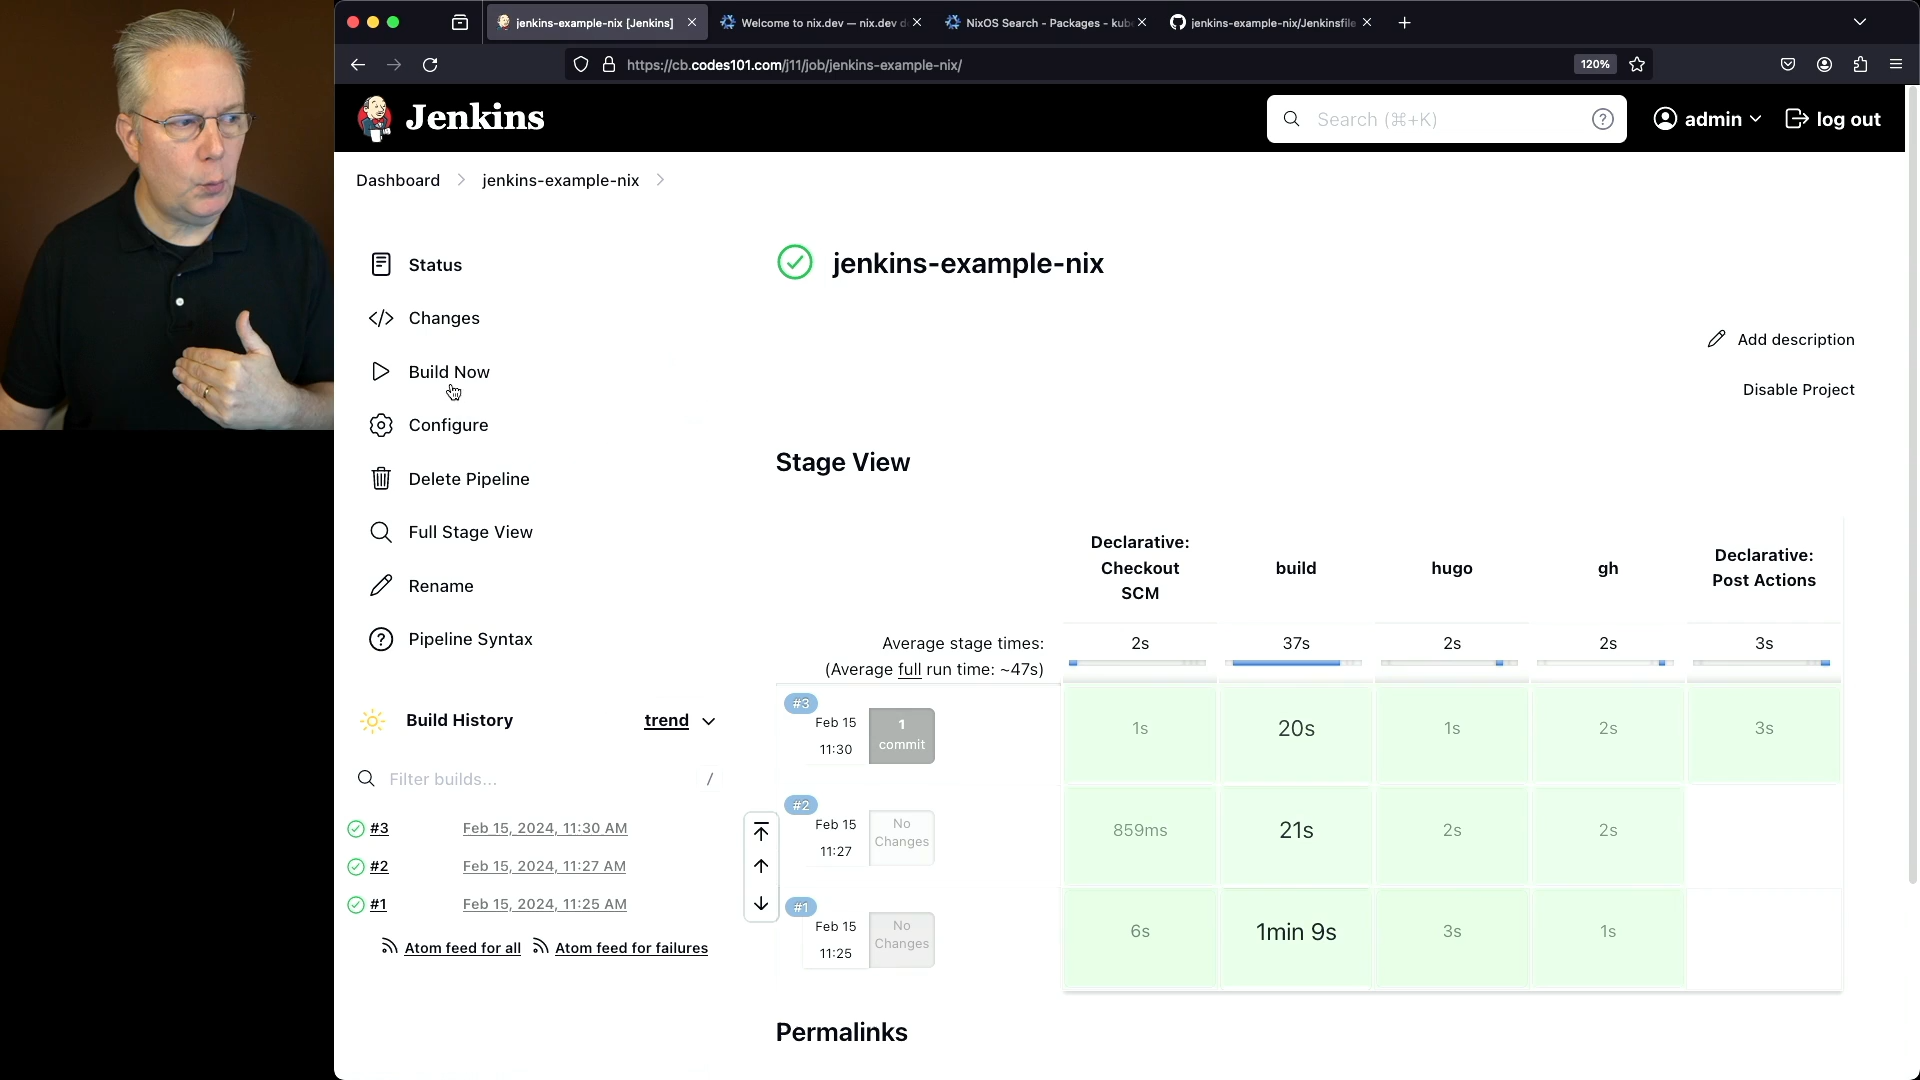 jenkins-example-nix [Jenkins]
Welcome to nix.dev — nix.dev d
NixOS Search - Packages - kub
jenkins-example-nix/Jenkinsfile
https://cb.codes101.com/j11/job/jenkins-example-nix/
120%
Jenkins
Search (⌘+K)
admin
log out
Dashboard
jenkins-example-nix
Status
Changes
Build Now
Configure
Delete Pipeline
Full Stage View
Rename
Pipeline Syntax
Build History
trend
Filter builds...
/
#3 Feb 15, 2024, 11:30 AM
#2 Feb 15, 2024, 11:27 AM
#1 Feb 15, 2024, 11:25 AM
Atom feed for all
Atom feed for failures
jenkins-example-nix
Add description
Disable Project
Stage View
Declarative:
Checkout
SCM
build
hugo
gh
Declarative:
Post Actions
Average stage times:
(Average full run time: ~47s)
2s 37s 2s 2s 3s
#3
Feb 15
11:30
1
commit
1s 20s 1s 2s 3s
#2
Feb 15
11:27
No
Changes
859ms 21s 2s 2s
#1
Feb 15
11:25
No
Changes
6s 1min 9s 3s 1s
Permalinks